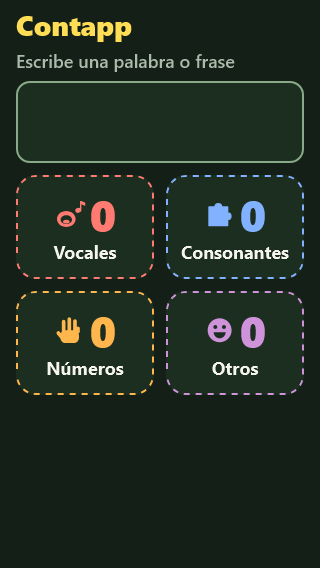 Contapp
Escribe una palabra o frase
0
0
Vocales
Consonantes
0
0
Números
Otros